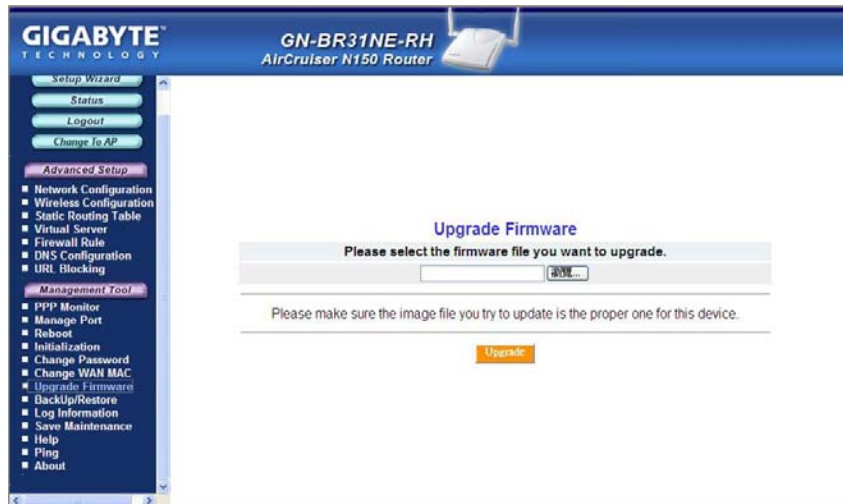 GIGABYTE™
TECHNOLOGY
GN-BR31NE-RH
AirCruiser N150 Router
Setup Wizard
Status
Logout
Change To AP
Advanced Setup
Network Configuration
Wireless Configuration
Static Routing Table
Virtual Server
Firewall Rule
DNS Configuration
URL Blocking
Management Tool
PPP Monitor
Manage Port
Reboot
Initialization
Change Password
Change WAN MAC
Upgrade Firmware
BackUp/Restore
Log Information
Save Maintenance
Help
Ping
About
Upgrade Firmware
Please select the firmware file you want to upgrade.
Please make sure the image file you try to update is the proper one for this device.
Upgrade